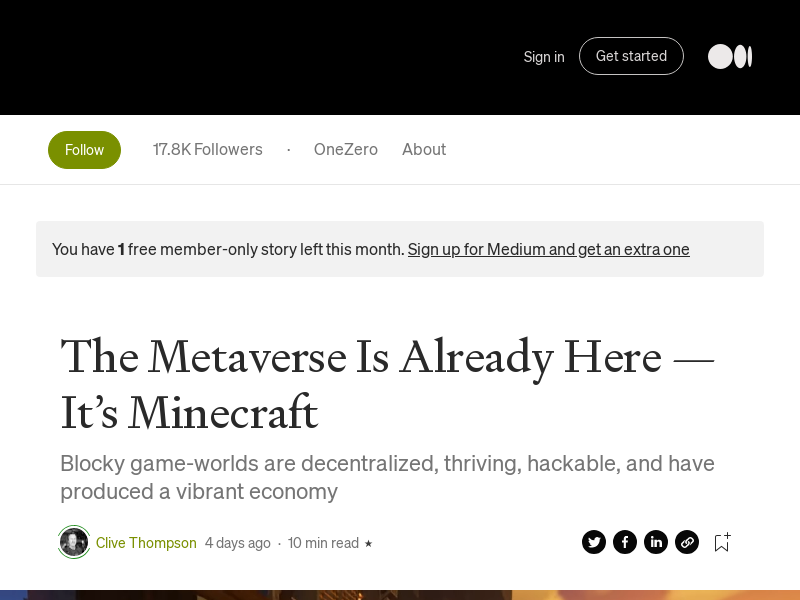 Sign in
Get started
Follow
17.8K Followers
·
OneZero
About
You have 1 free member-only story left this month. Sign up for Medium and get an extra one
The Metaverse Is Already Here —
It’s Minecraft
Blocky game-worlds are decentralized, thriving, hackable, and have
produced a vibrant economy
Clive Thompson 4 days ago · 10 min read ★